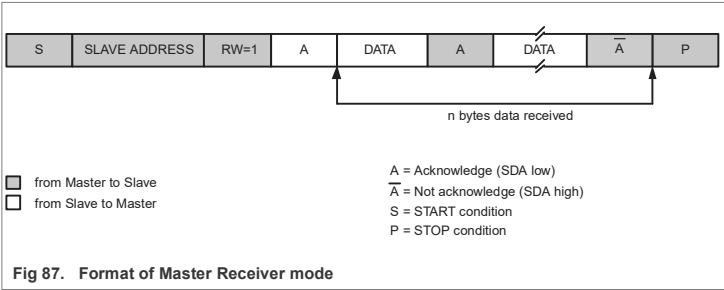 S SLAVE ADDRESS RW=1 A DATA A DATA A̅ P
n bytes data received
from Master to Slave
from Slave to Master
A = Acknowledge (SDA low)
A̅ = Not acknowledge (SDA high)
S = START condition
P = STOP condition
Fig 87. Format of Master Receiver mode